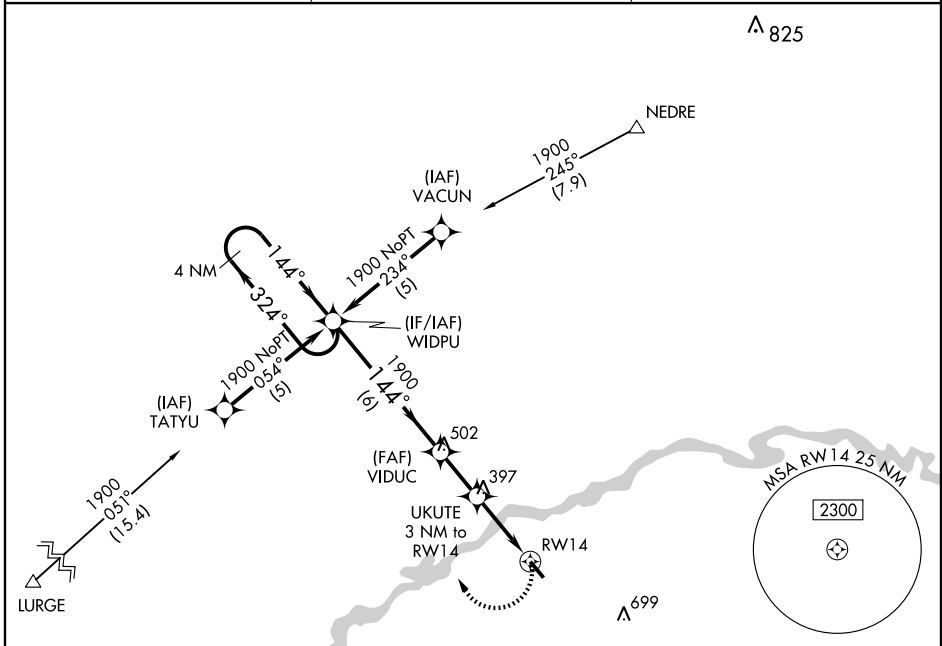 825
NEDRE
1900
245°
(7.9)
(IAF)
VACUN
1900 NoPT
234°
(5)
4 NM
144°
324°
(IF/IAF)
WIDPU
1900 NoPT
054°
(5)
1900
144°
(6)
(IAF)
TATYU
502
(FAF)
VIDUC
397
UKUTE
3 NM to
RW14
RW14
MSA RW14 25 NM
2300
1900
051°
(15.4)
LURGE
699